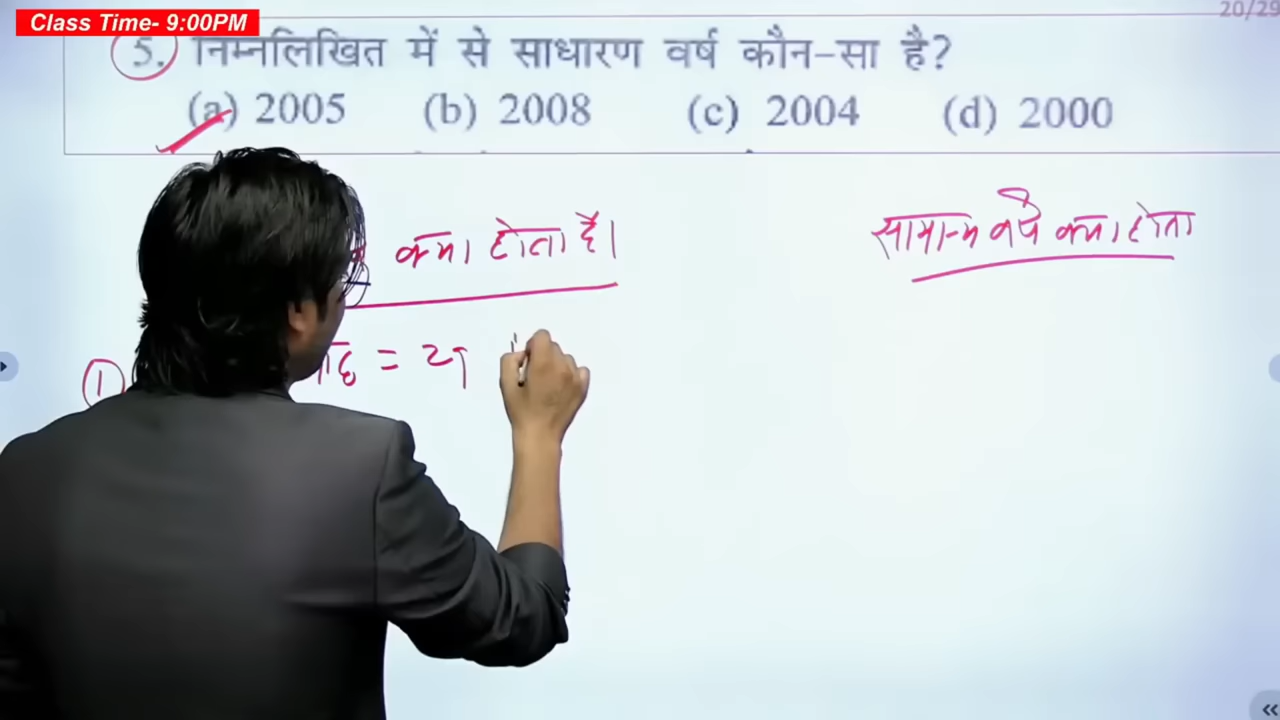 Class Time- 9:00PM
20/29
5. निम्नलिखित में से साधारण वर्ष कौन-सा है?
(a) 2005 (b) 2008 (c) 2004 (d) 2000
क्या होता है।
सामान्य वर्ष क्या होता
① = 29